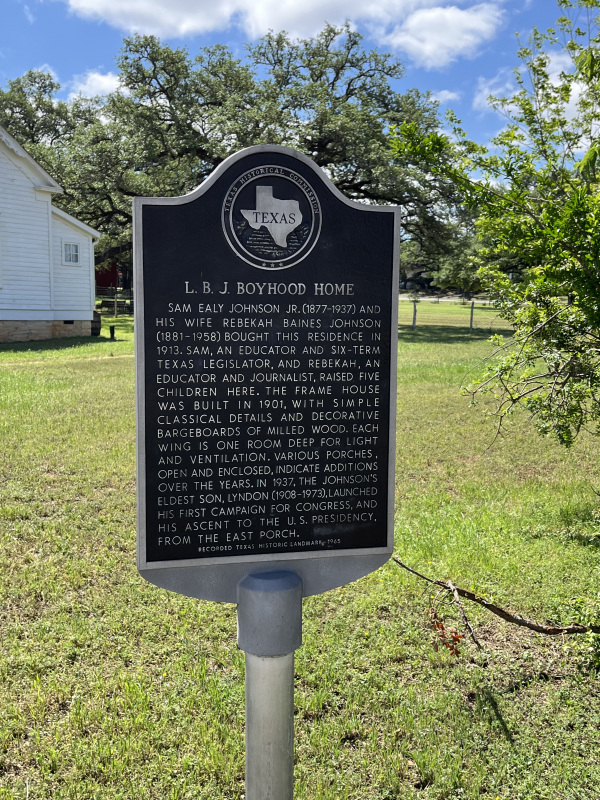 TEXAS HISTORICAL COMMISSION
TEXAS
L. B. J. BOYHOOD HOME
SAM EALY JOHNSON JR. (1877-1937) AND
HIS WIFE REBEKAH BAINES JOHNSON
(1881-1958) BOUGHT THIS RESIDENCE IN
1913. SAM, AN EDUCATOR AND SIX-TERM
TEXAS LEGISLATOR, AND REBEKAH, AN
EDUCATOR AND JOURNALIST, RAISED FIVE
CHILDREN HERE. THE FRAME HOUSE
WAS BUILT IN 1901, WITH SIMPLE
CLASSICAL DETAILS AND DECORATIVE
BARGEBOARDS OF MILLED WOOD. EACH
WING IS ONE ROOM DEEP FOR LIGHT
AND VENTILATION. VARIOUS PORCHES,
OPEN AND ENCLOSED, INDICATE ADDITIONS
OVER THE YEARS. IN 1937, THE JOHNSON'S
ELDEST SON, LYNDON (1908-1973), LAUNCHED
HIS FIRST CAMPAIGN FOR CONGRESS, AND
HIS ASCENT TO THE U.S. PRESIDENCY,
FROM THE EAST PORCH.
RECORDED TEXAS HISTORIC LANDMARK - 1965